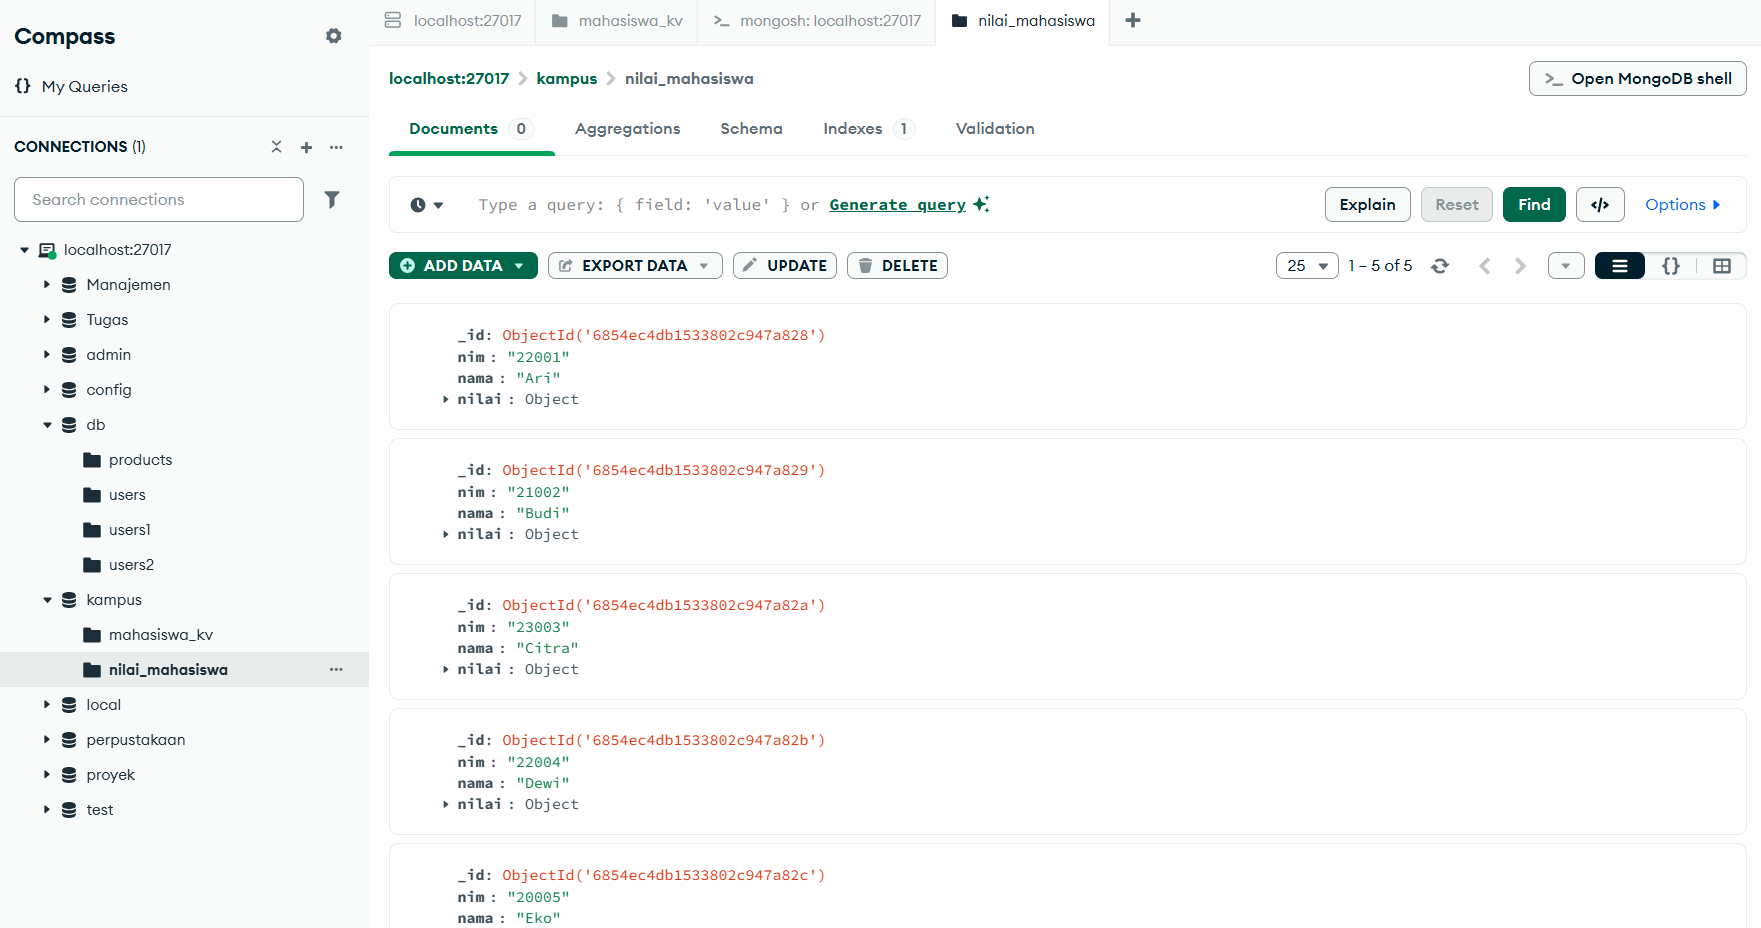 Compass
My Queries
CONNECTIONS (1)
Search connections
localhost:27017
Manajemen
Tugas
admin
config
db
products
users
users1
users2
kampus
mahasiswa_kv
nilai_mahasiswa
local
perpustakaan
proyek
test
localhost:27017 mahasiswa_kv >_ mongosh: localhost:27017 nilai_mahasiswa +
localhost:27017 > kampus > nilai_mahasiswa >_ Open MongoDB shell
Documents 0 Aggregations Schema Indexes 1 Validation
Type a query: { field: 'value' } or Generate query Explain Reset Find </> Options
ADD DATA EXPORT DATA UPDATE DELETE 25 1 – 5 of 5 {}
_id: ObjectId('6854ec4db1533802c947a828')
nim : "22001"
nama : "Ari"
nilai : Object
_id: ObjectId('6854ec4db1533802c947a829')
nim : "21002"
nama : "Budi"
nilai : Object
_id: ObjectId('6854ec4db1533802c947a82a')
nim : "23003"
nama : "Citra"
nilai : Object
_id: ObjectId('6854ec4db1533802c947a82b')
nim : "22004"
nama : "Dewi"
nilai : Object
_id: ObjectId('6854ec4db1533802c947a82c')
nim : "20005"
nama : "Eko"